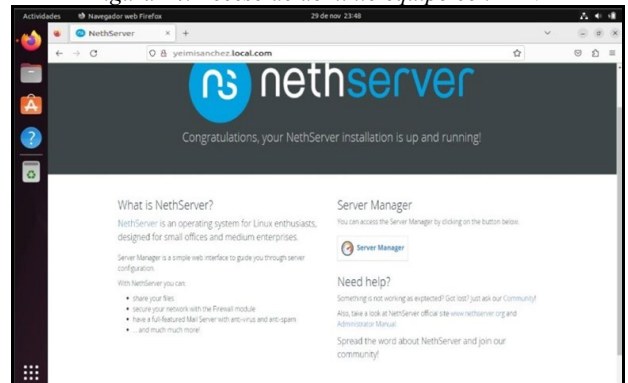 Actividades
Navegador web Firefox
29 de nov 23:48
NethServer
yeimisanchez.local.com
ns nethserver
Congratulations, your NethServer installation is up and running!
What is NethServer?
NethServer is an operating system for Linux enthusiasts,
designed for small offices and medium enterprises.
Server Manager is a simple web interface to guide you through server
configuration.
With NethServer you can:
share your files
secure your network with the Firewall module
have a full-featured Mail Server with anti-virus and anti-spam
...and much much more!
Server Manager
You can access the Server Manager by clicking on the button below.
Server Manager
Need help?
Something is not working as expected? Got lost? Just ask our Community!
Also, take a look at NethServer official site www.nethserver.org and
Administrator Manual.
Spread the word about NethServer and join our
community!